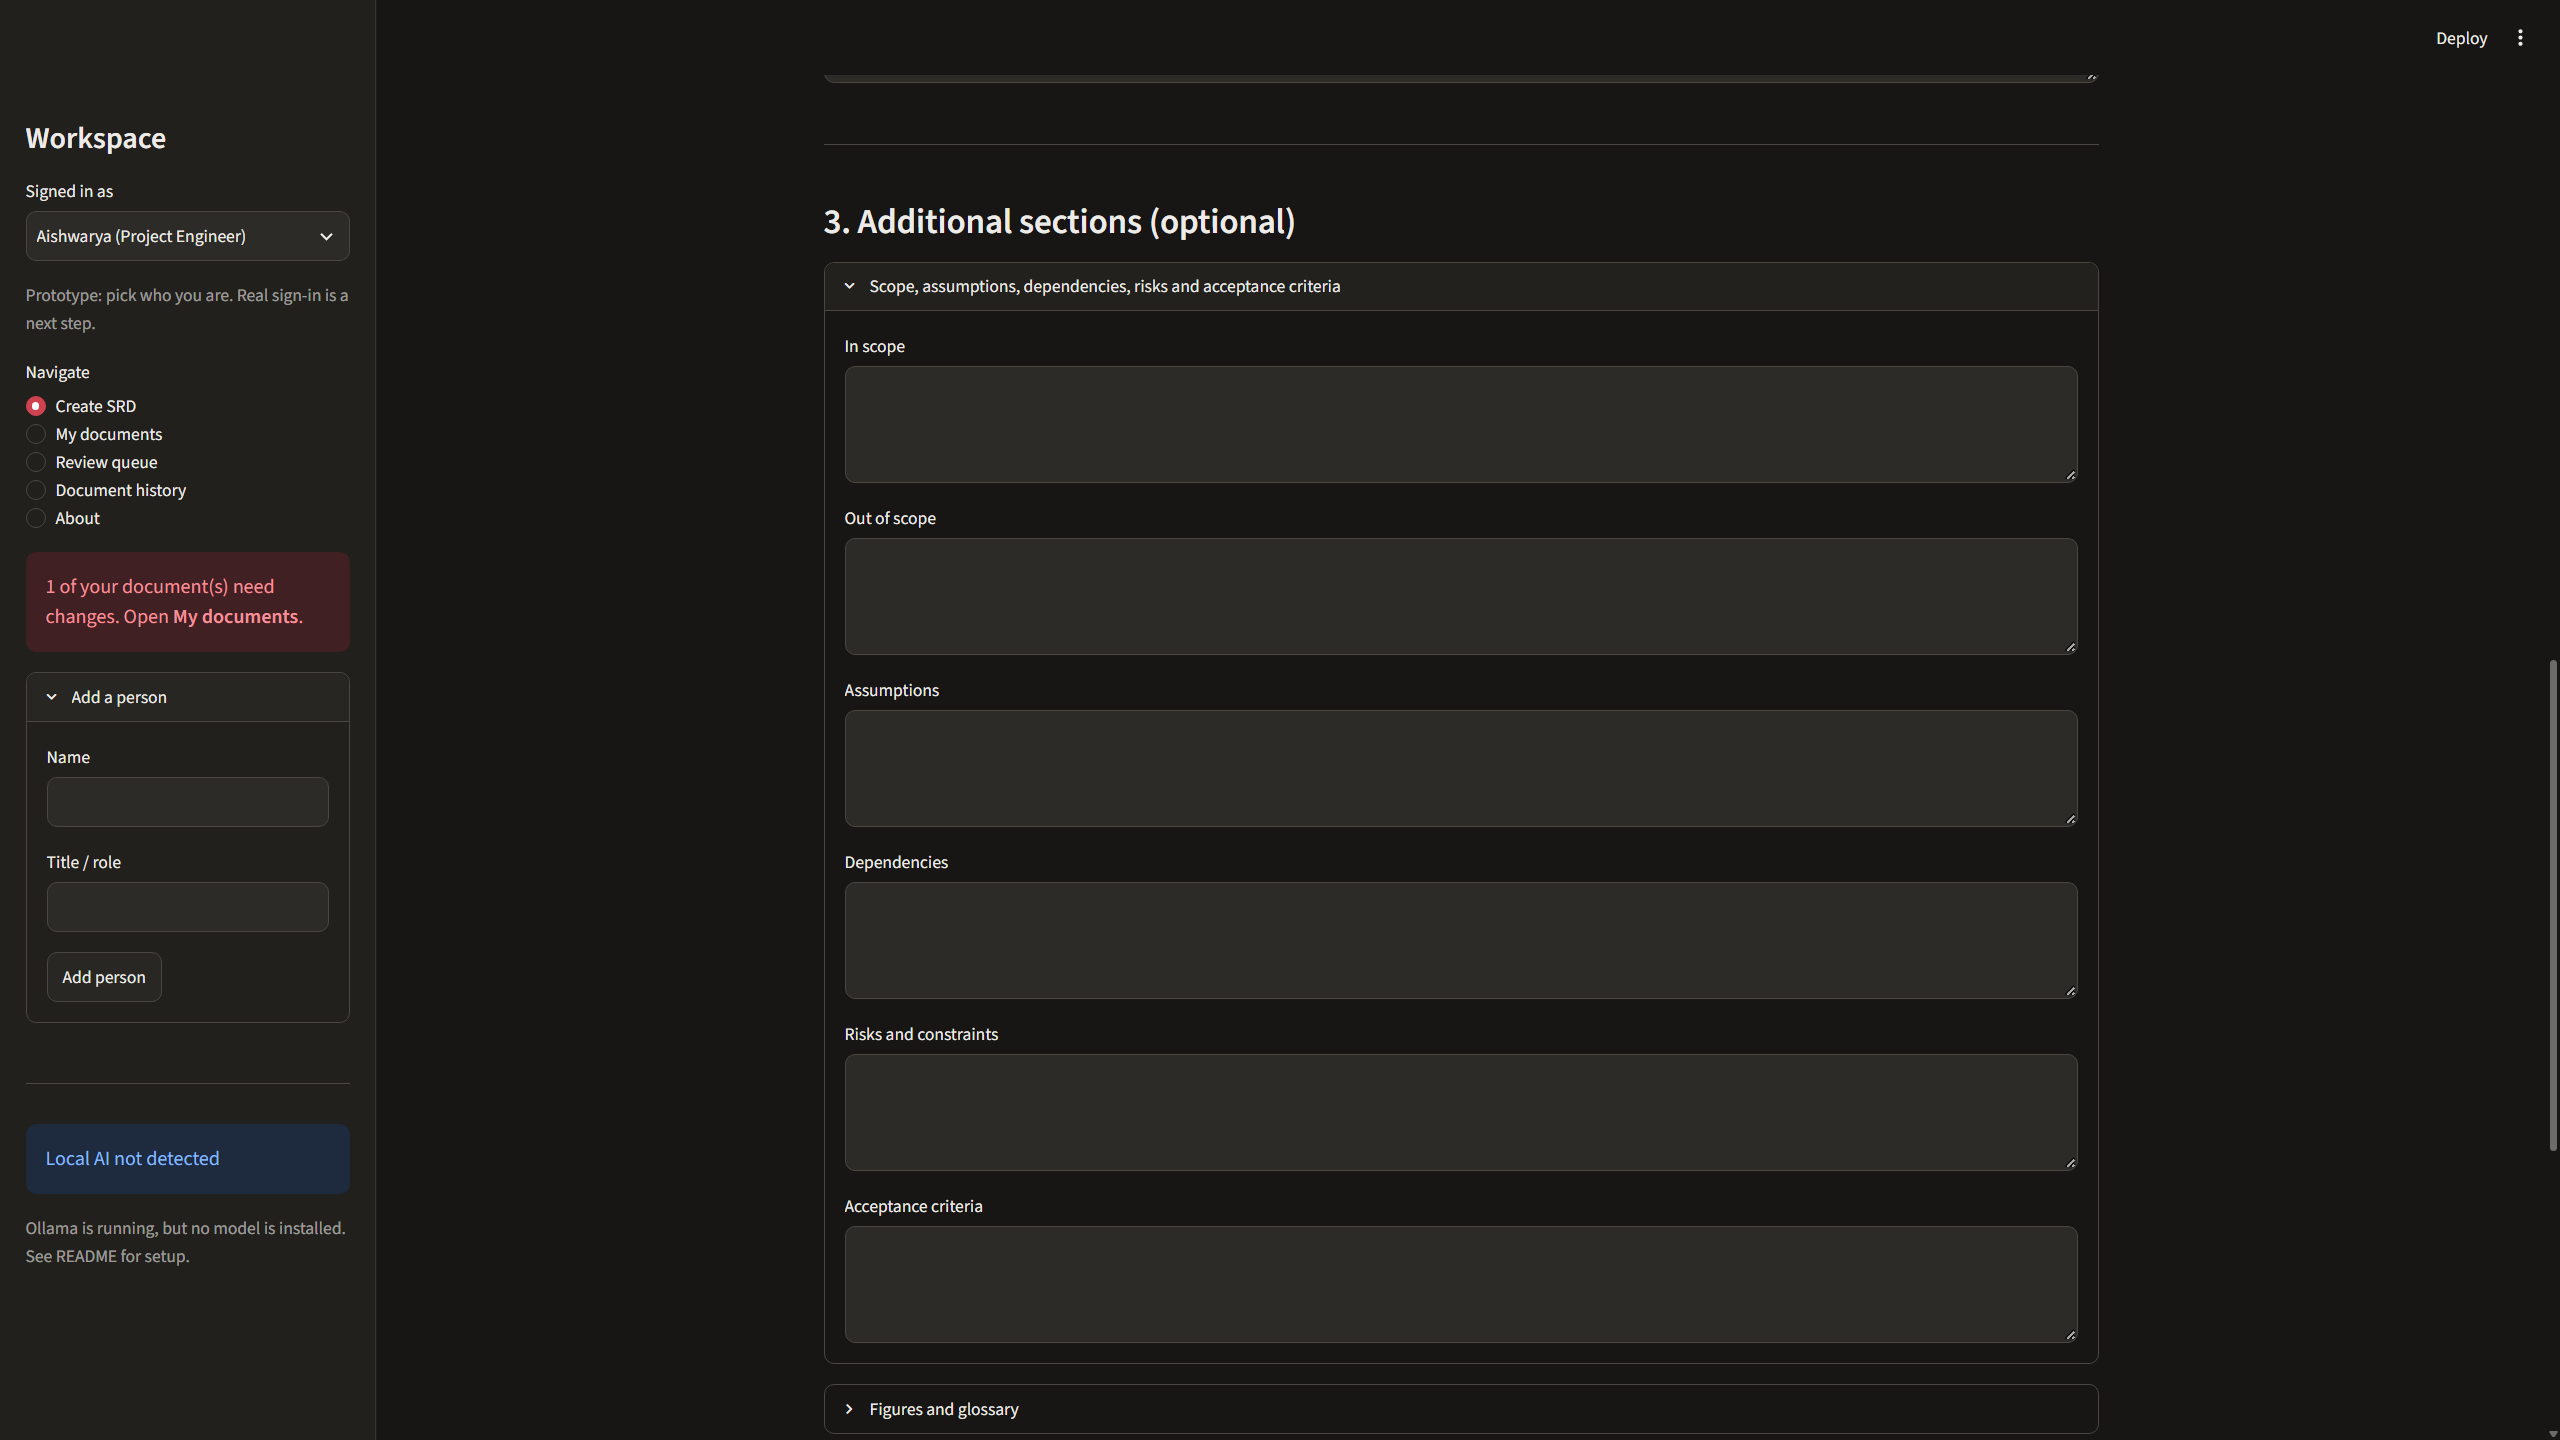 Deploy
Workspace
Signed in as
Aishwarya (Project Engineer)
Prototype: pick who you are. Real sign-in is a
next step.
Navigate
Create SRD
My documents
Review queue
Document history
About
1 of your document(s) need
changes. Open My documents.
Add a person
Name
Title / role
Add person
Local AI not detected
Ollama is running, but no model is installed.
See README for setup.
3. Additional sections (optional)
Scope, assumptions, dependencies, risks and acceptance criteria
In scope
Out of scope
Assumptions
Dependencies
Risks and constraints
Acceptance criteria
Figures and glossary